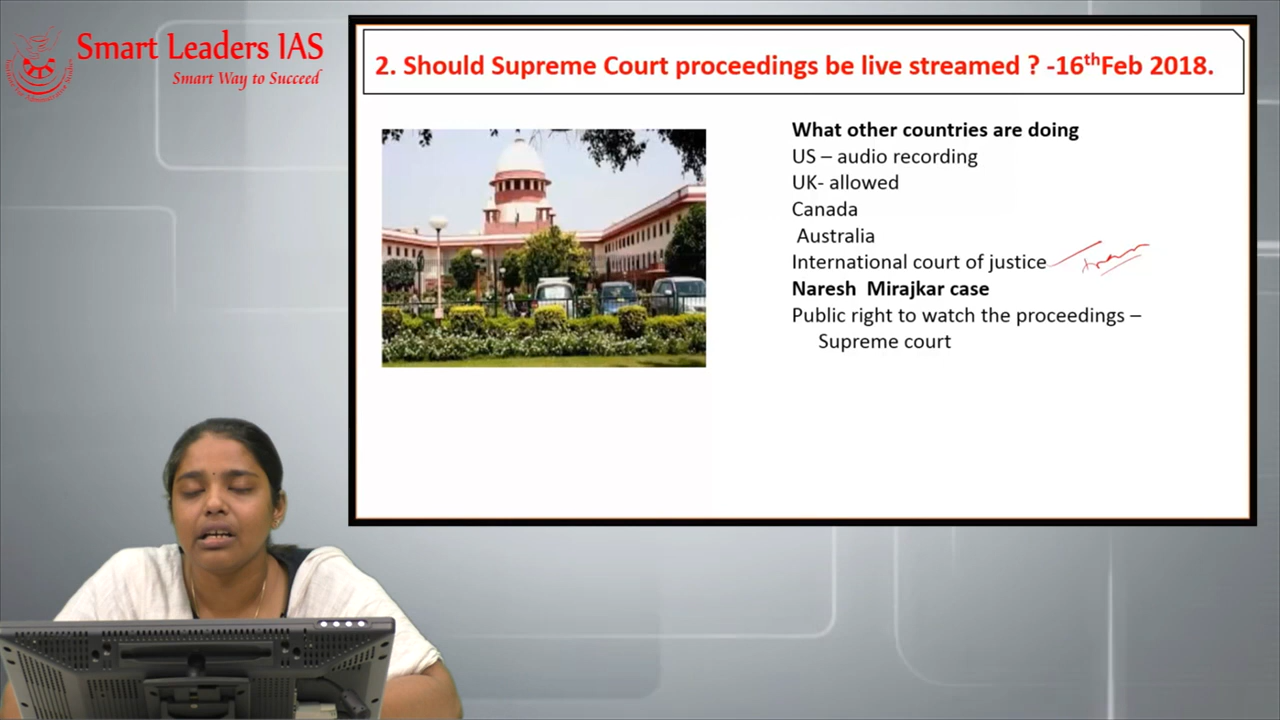 Smart Leaders IAS
Smart Way to Succeed
2. Should Supreme Court proceedings be live streamed ? -16thFeb 2018.
What other countries are doing
US – audio recording
UK- allowed
Canada
Australia
International court of justice
Naresh Mirajkar case
Public right to watch the proceedings –
Supreme court